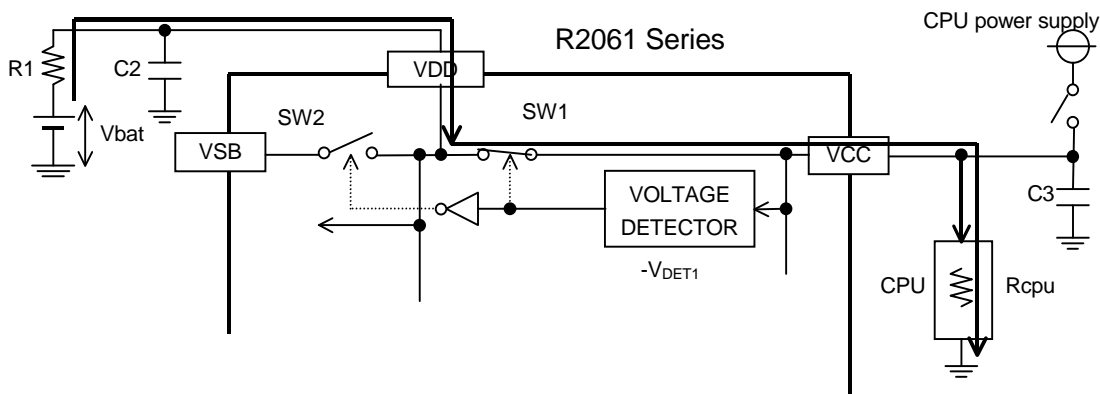 CPU power supply
R2061 Series
R1
C2
VDD
Vbat
SW2
SW1
VSB
VCC
C3
VOLTAGE
DETECTOR
-VDET1
CPU
Rcpu